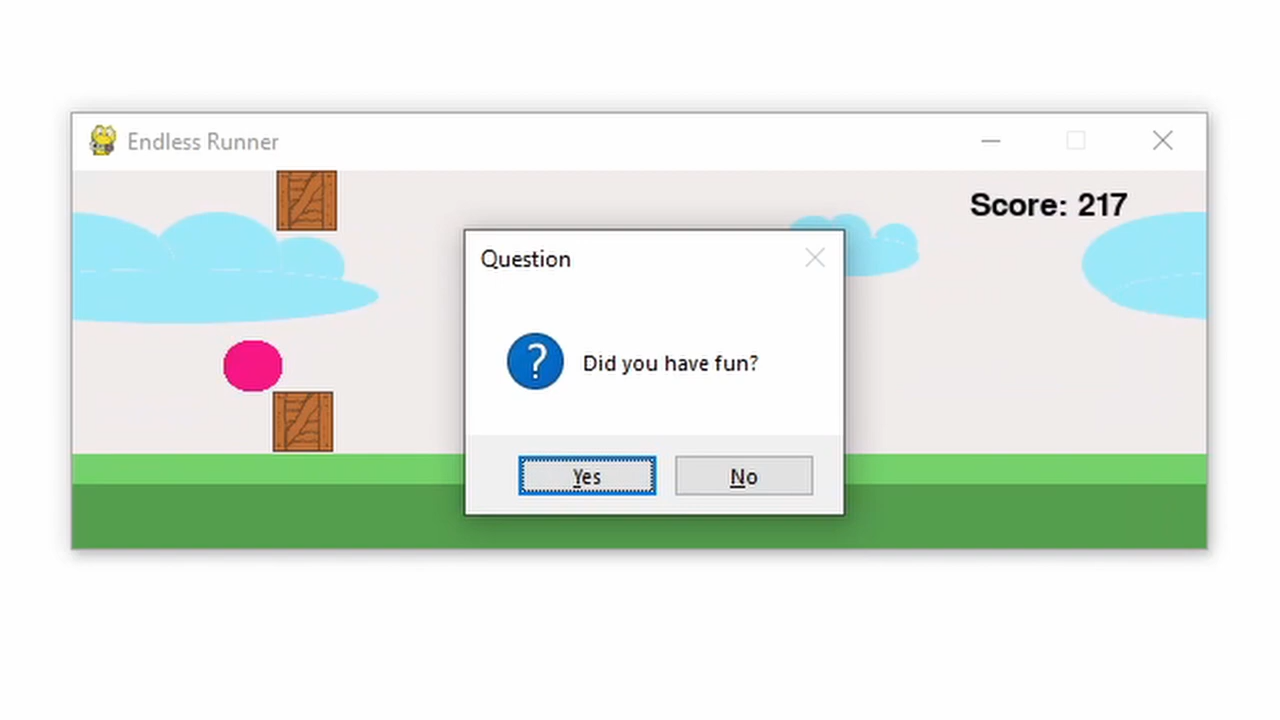 Endless Runner
Score: 217
Question
?
Did you have fun?
Yes
No